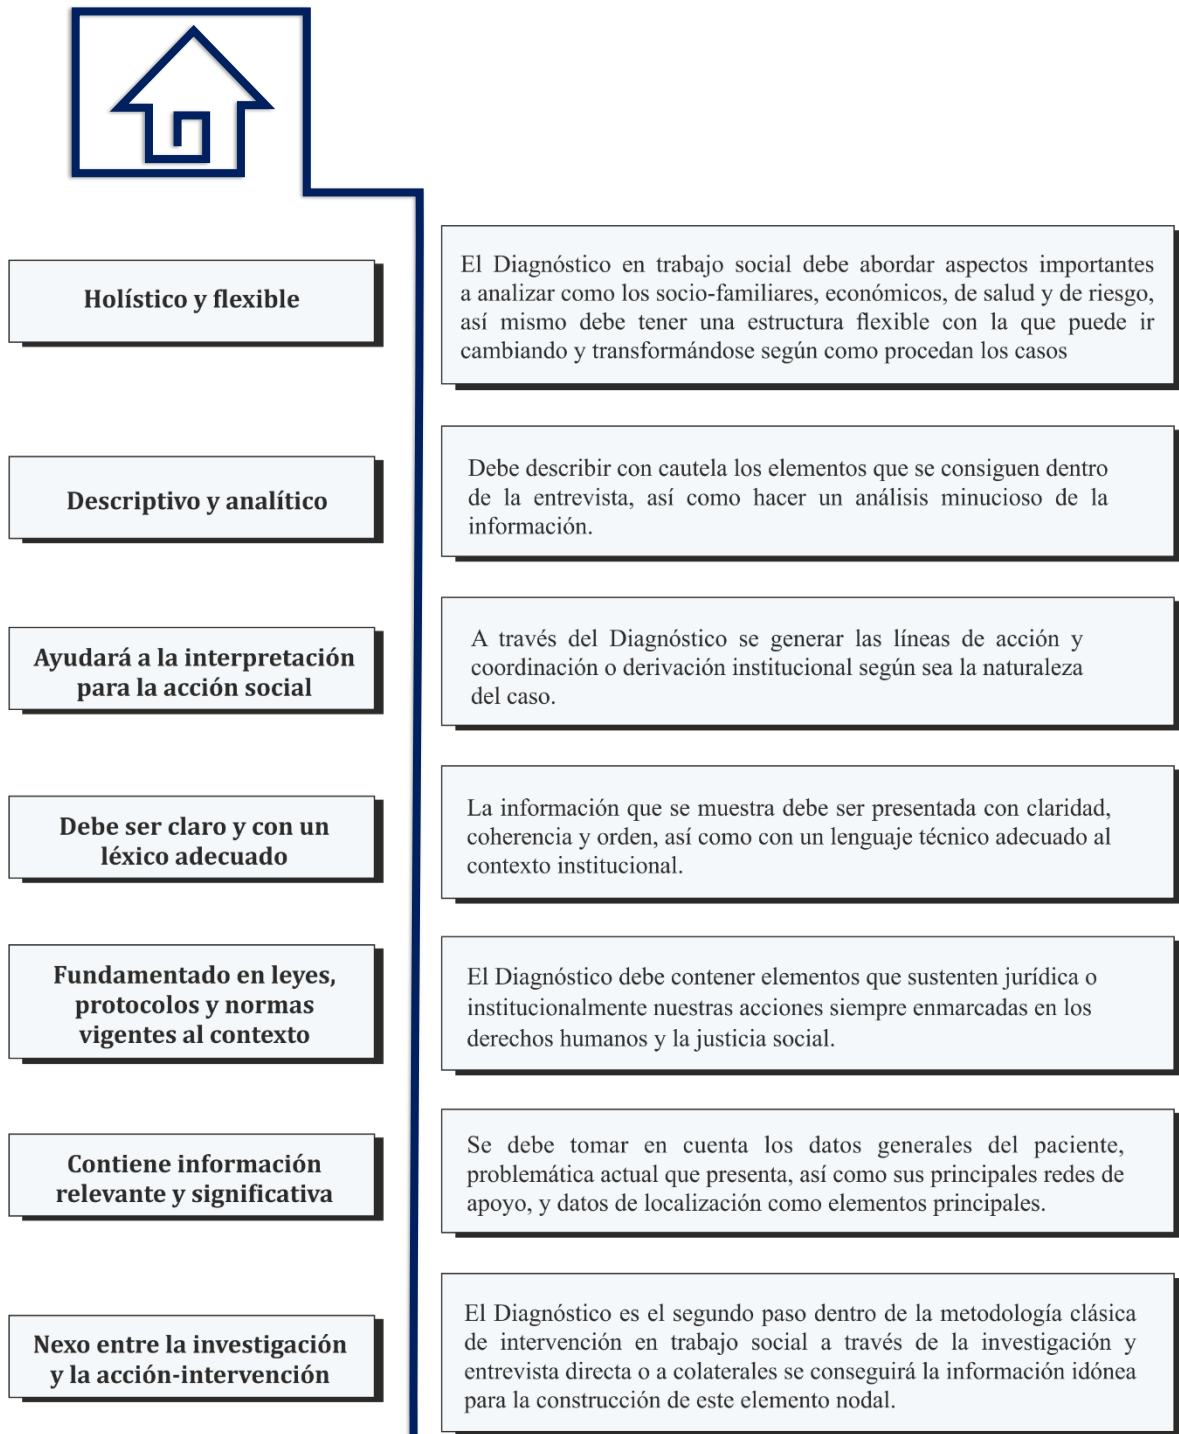 Holístico y flexible
El Diagnóstico en trabajo social debe abordar aspectos importantes
a analizar como los socio-familiares, económicos, de salud y de riesgo,
así mismo debe tener una estructura flexible con la que puede ir
cambiando y transformándose según como procedan los casos
Descriptivo y analítico
Debe describir con cautela los elementos que se consiguen dentro
de la entrevista, así como hacer un análisis minucioso de la
información.
Ayudará a la interpretación
para la acción social
A través del Diagnóstico se generar las líneas de acción y
coordinación o derivación institucional según sea la naturaleza
del caso.
Debe ser claro y con un
léxico adecuado
La información que se muestra debe ser presentada con claridad,
coherencia y orden, así como con un lenguaje técnico adecuado al
contexto institucional.
Fundamentado en leyes,
protocolos y normas
vigentes al contexto
El Diagnóstico debe contener elementos que sustenten jurídica o
institucionalmente nuestras acciones siempre enmarcadas en los
derechos humanos y la justicia social.
Contiene información
relevante y significativa
Se debe tomar en cuenta los datos generales del paciente,
problemática actual que presenta, así como sus principales redes de
apoyo, y datos de localización como elementos principales.
Nexo entre la investigación
y la acción-intervención
El Diagnóstico es el segundo paso dentro de la metodología clásica
de intervención en trabajo social a través de la investigación y
entrevista directa o a colaterales se conseguirá la información idónea
para la construcción de este elemento nodal.